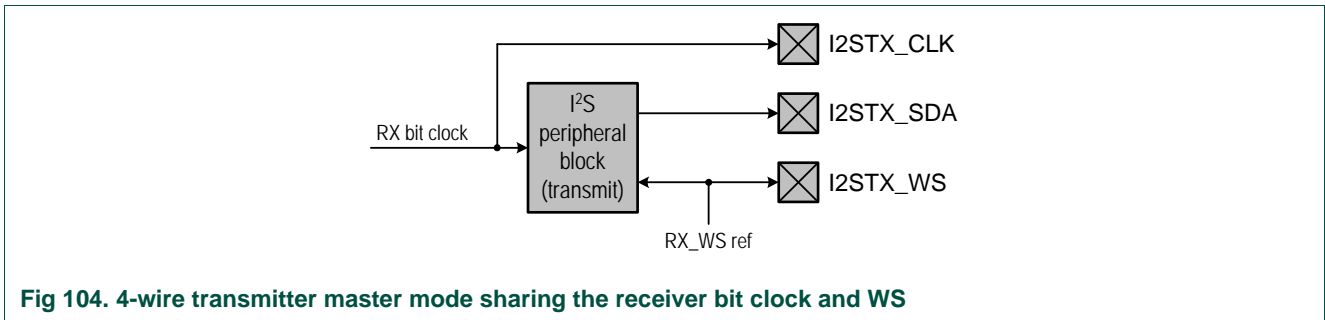 I2STX_CLK
I²S
peripheral
block
(transmit)
RX bit clock
I2STX_SDA
I2STX_WS
RX_WS ref
Fig 104. 4-wire transmitter master mode sharing the receiver bit clock and WS